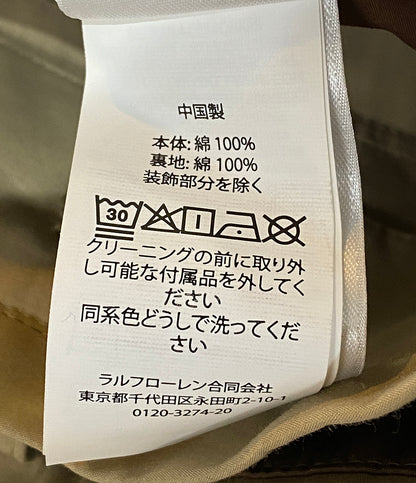 中国製
本体: 綿 100%
裏地: 綿 100%
装飾部分を除く
30
クリーニングの前に取り外
し可能な付属品を外してく
ださい
同系色どうしで洗ってくだ
さい
ラルフローレン合同会社
東京都千代田区永田町2-10-1
0120-3274-20